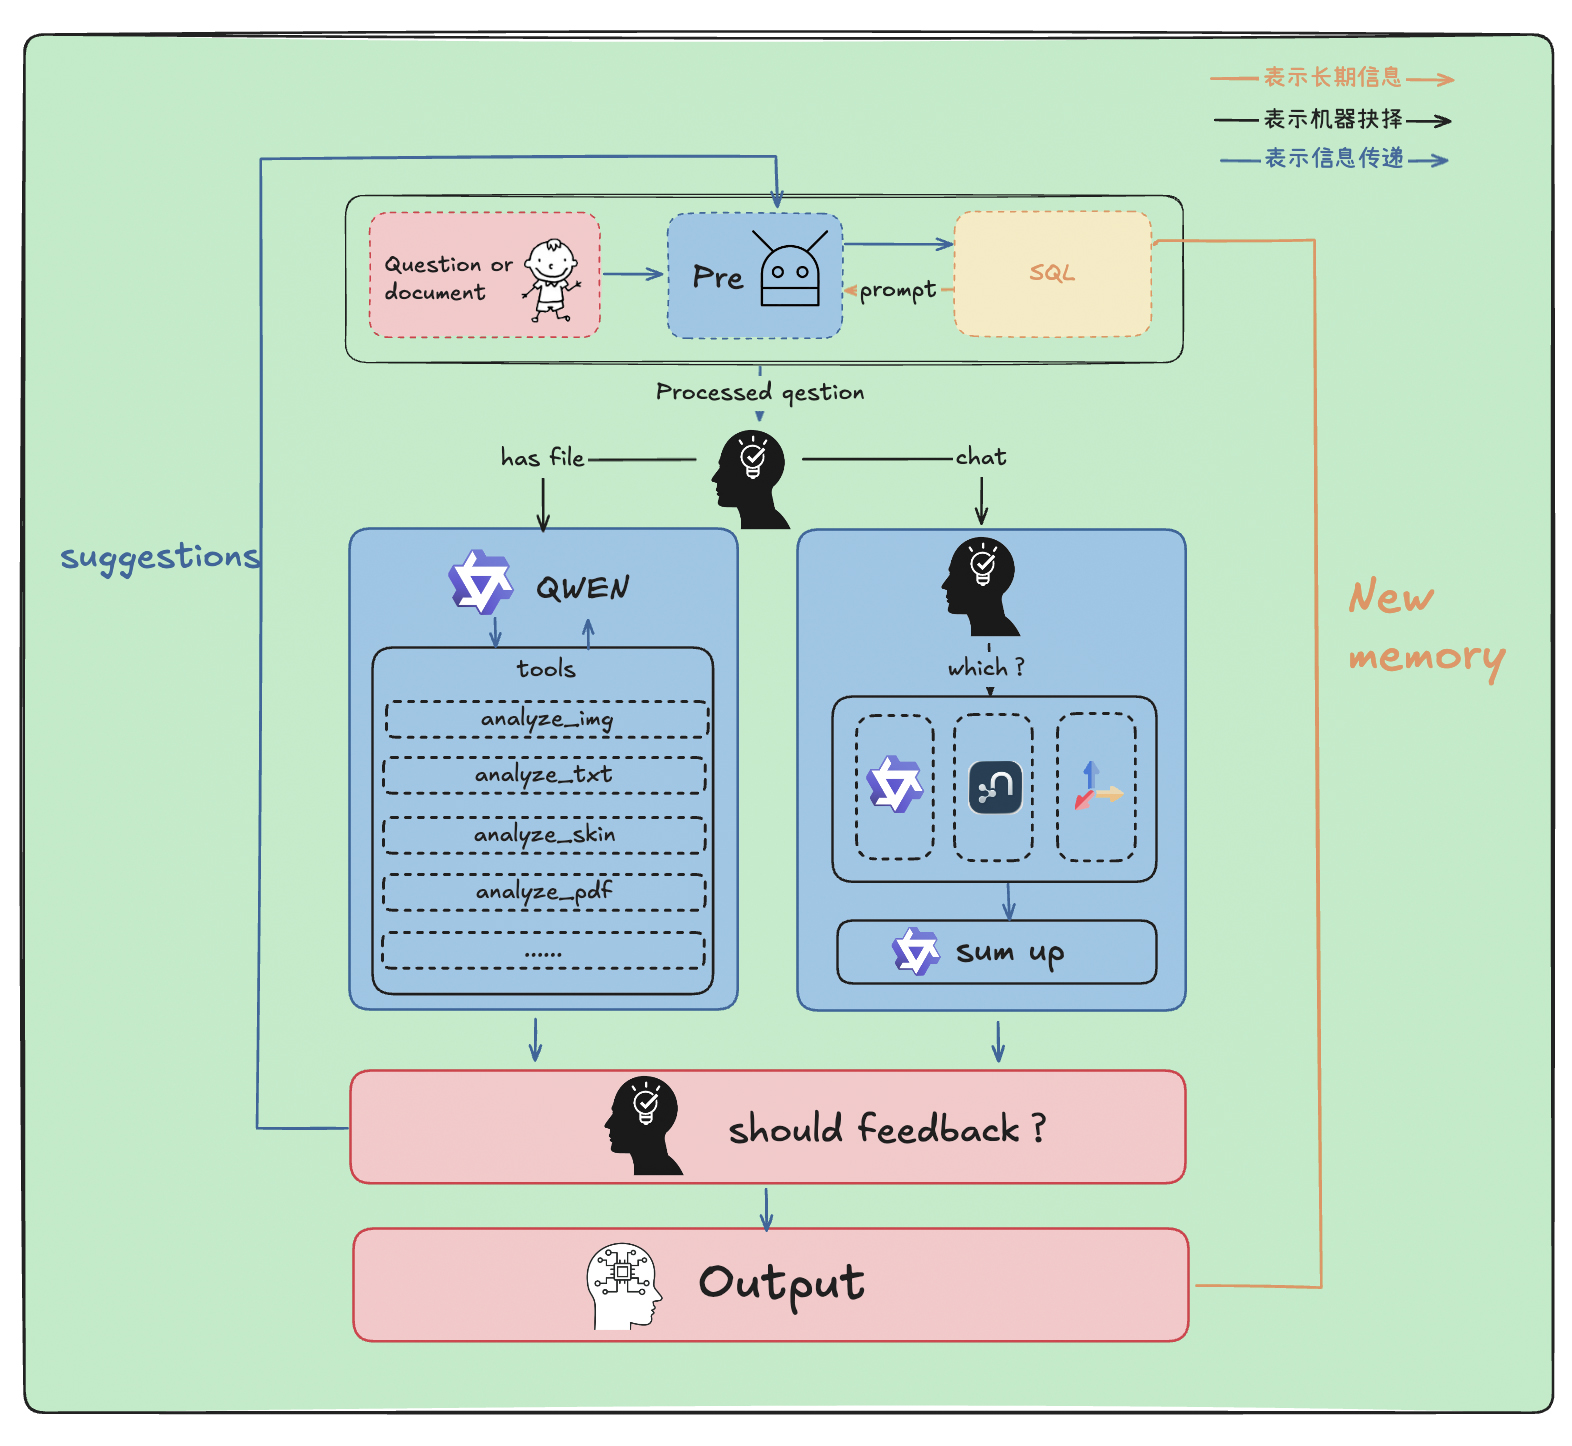 表示长期信息
表示机器抉择
表示信息传递
Question or
document
Pre
SQL
prompt
Processed qestion
has file
chat
suggestions
QWEN
New
memory
tools
which ?
analyze_img
analyze_txt
analyze_skin
analyze_pdf
......
sum up
should feedback ?
Output